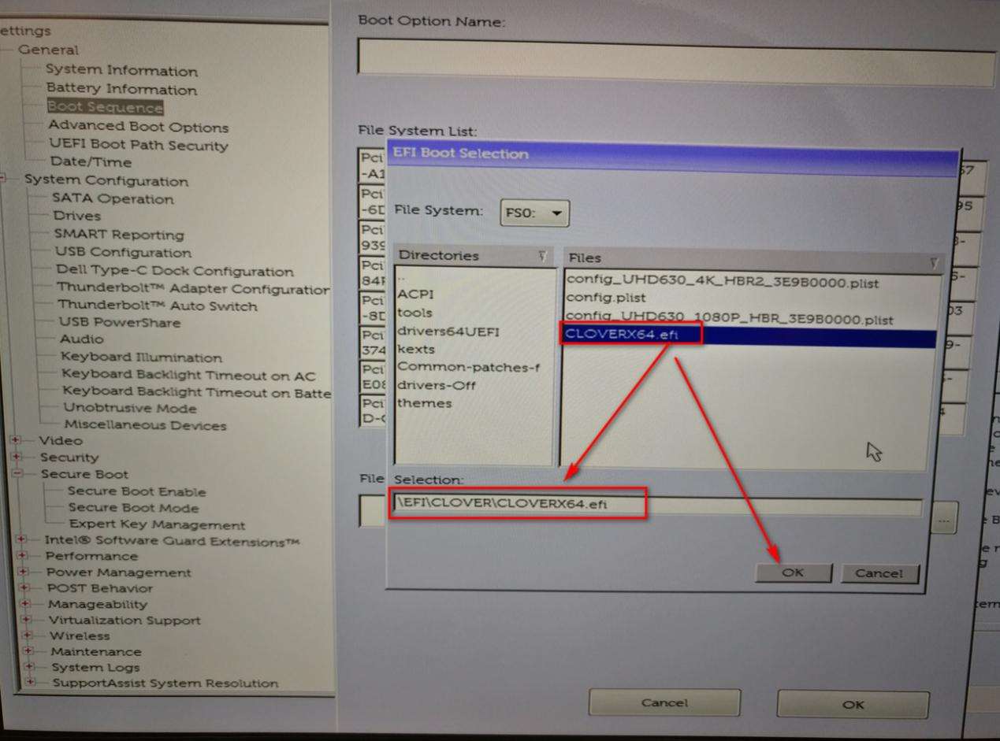 ettings
General
System Information
Battery Information
Boot Sequence
Advanced Boot Options
UEFI Boot Path Security
Date/Time
System Configuration
SATA Operation
Drives
SMART Reporting
USB Configuration
Dell Type-C Dock Configuration
Thunderbolt™ Adapter Configuration
Thunderbolt™ Auto Switch
USB PowerShare
Audio
Keyboard Illumination
Keyboard Backlight Timeout on AC
Keyboard Backlight Timeout on Batte
Unobtrusive Mode
Miscellaneous Devices
Video
Security
Secure Boot
Secure Boot Enable
Secure Boot Mode
Expert Key Management
Intel® Software Guard Extensions™
Performance
Power Management
POST Behavior
Manageability
Virtualization Support
Wireless
Maintenance
System Logs
SupportAssist System Resolution
Boot Option Name:
File System List:
Pci
-A1
Pci
-6D
Pci
939
Pci
84F
Pci
-8D
Pci
374
Pci
E08
Pci
D-C
57
95
03
EFI Boot Selection
File System: FS0:
Directories
..
ACPI
tools
drivers64UEFI
kexts
Common-patches-f
drivers-Off
themes
Files
config_UHD630_4K_HBR2_3E9B0000.plist
config.plist
config_UHD630_1080P_HBR_3E9B0000.plist
CLOVERX64.efi
File
Selection:
\EFI\CLOVER\CLOVERX64.efi
...
OK Cancel
Cancel OK